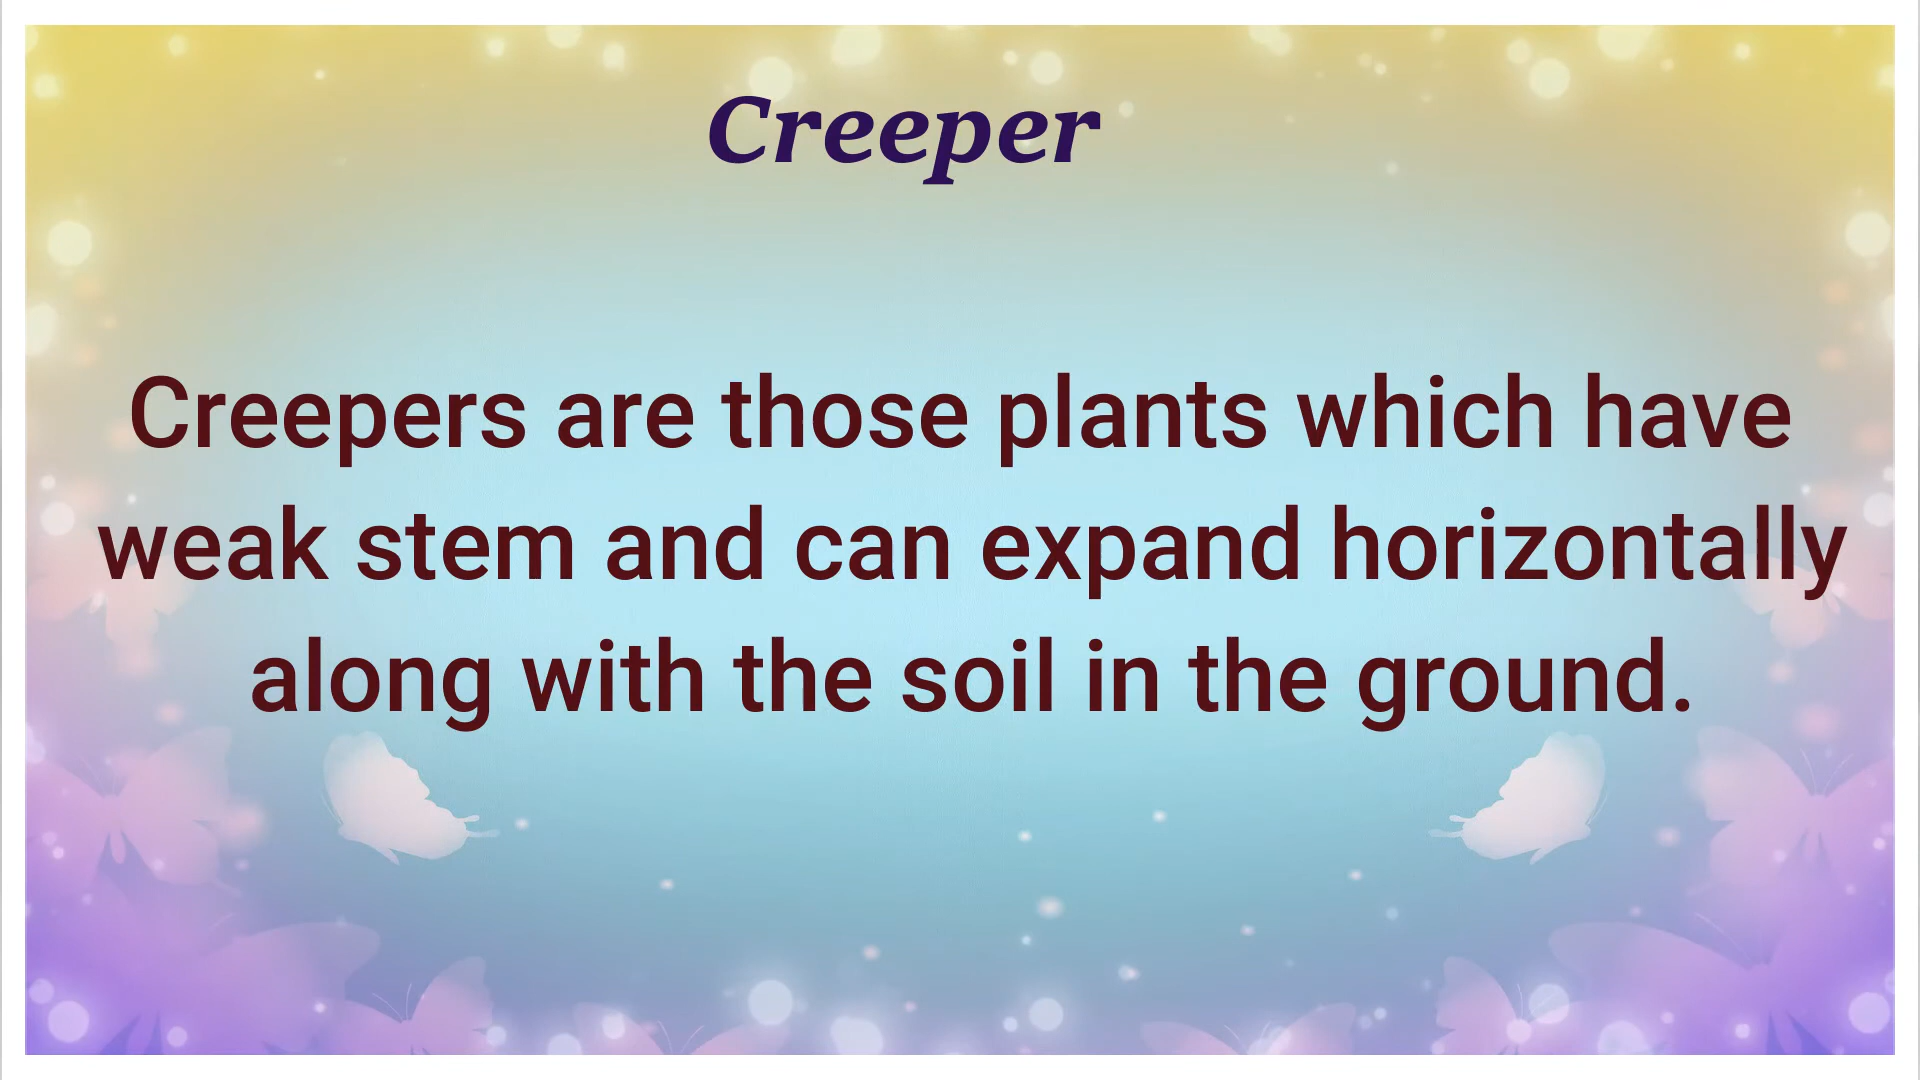 Creeper
Creepers are those plants which have
weak stem and can expand horizontally
along with the soil in the ground.